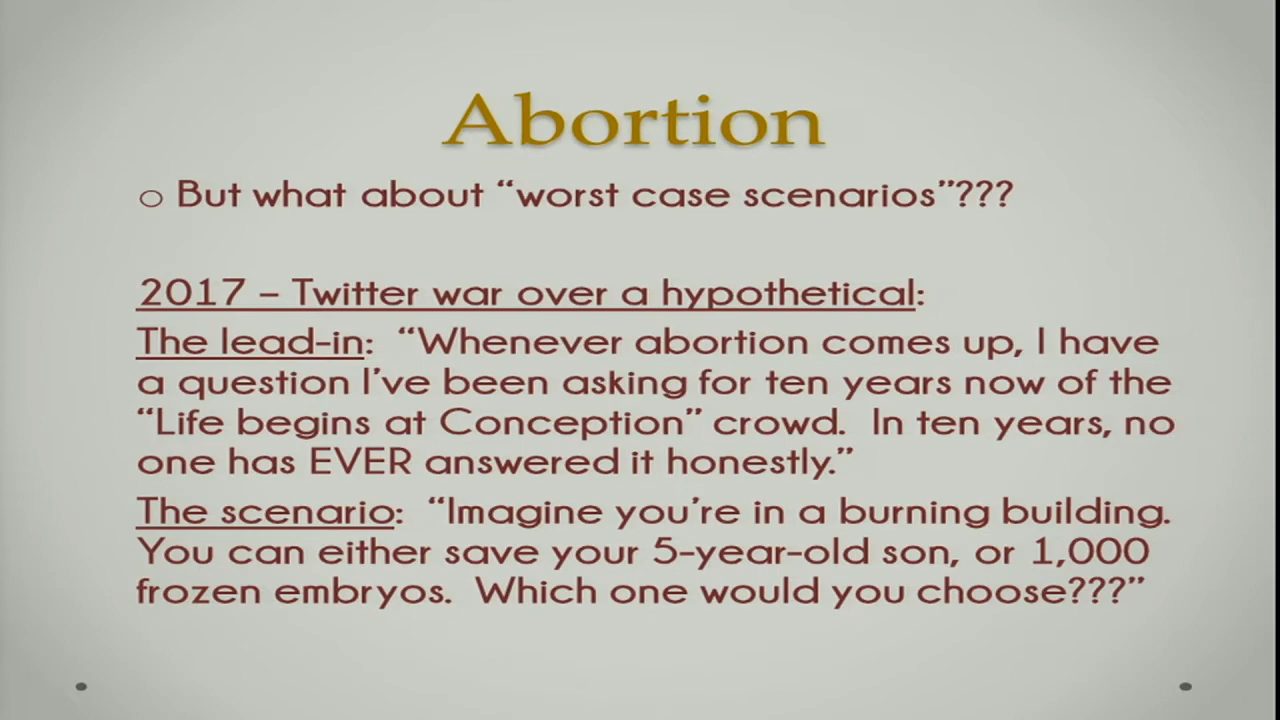 Abortion
o But what about “worst case scenarios”???
2017 – Twitter war over a hypothetical:
The lead-in:  “Whenever abortion comes up, I have
a question I’ve been asking for ten years now of the
“Life begins at Conception” crowd.  In ten years, no
one has EVER answered it honestly.”
The scenario:  “Imagine you’re in a burning building.
You can either save your 5-year-old son, or 1,000
frozen embryos.  Which one would you choose???”